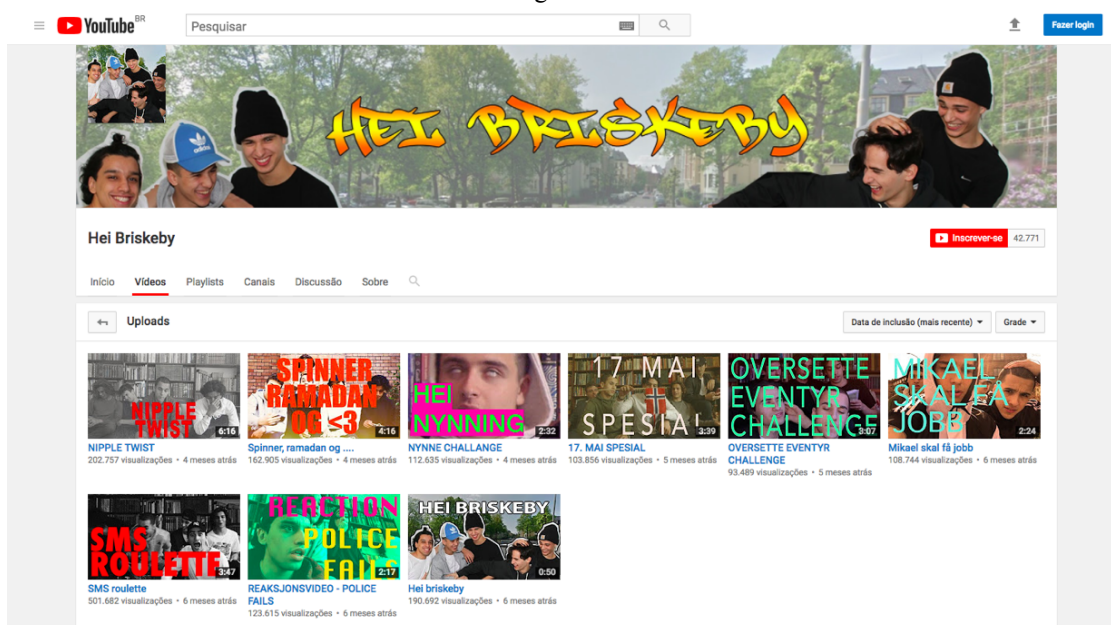 YouTube BR
Pesquisar
Fazer login
HEI BRISKEBY
Hei Briskeby
Inscrever-se 42.771
Início Vídeos Playlists Canais Discussão Sobre
Uploads
Data de inclusão (mais recente) Grade
NIPPLE
TWIST
6:16
SPINNER
RAMADAN
OG <3
4:16
HEI
NYNNING
2:32
17. MAI
SPESIAL
3:39
OVERSETTE
EVENTYR
CHALLENGE
3:07
MIKAEL
SKAL FÅ
JOBB
2:24
NIPPLE TWIST
202.757 visualizações • 4 meses atrás
Spinner, ramadan og ....
162.905 visualizações • 4 meses atrás
NYNNE CHALLANGE
112.635 visualizações • 4 meses atrás
17. MAI SPESIAL
103.856 visualizações • 5 meses atrás
OVERSETTE EVENTYR
CHALLENGE
93.489 visualizações • 5 meses atrás
Mikael skal få jobb
108.744 visualizações • 6 meses atrás
SMS
ROULETTE
3:47
REACTION
POLICE
FAILS
2:17
HEI BRISKEBY
0:50
SMS roulette
501.682 visualizações • 6 meses atrás
REAKSJONSVIDEO - POLICE
FAILS
123.615 visualizações • 6 meses atrás
Hei briskeby
190.692 visualizações • 6 meses atrás